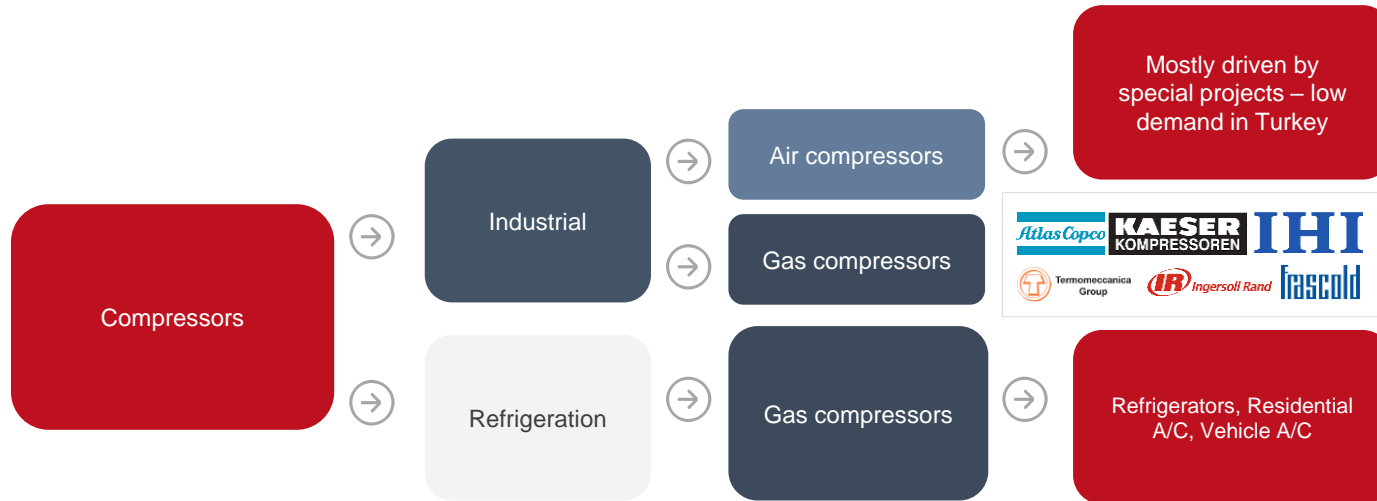 Compressors
Industrial
Refrigeration
Air compressors
Gas compressors
Gas compressors
Mostly driven by
special projects – low
demand in Turkey
Atlas Copco
KAESER
KOMPRESSOREN
IHI
Termomeccanica
Group
IR Ingersoll Rand
frascold
Refrigerators, Residential
A/C, Vehicle A/C